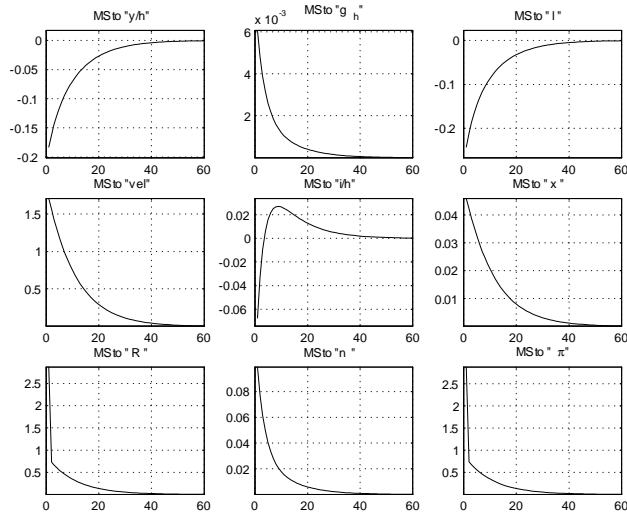 MSto "y/h"
0
-0.05
-0.1
-0.15
-0.2
0 20 40 60
MSto "g h"
x 10-3
6
4
2
0 20 40 60
MSto "l"
0
-0.1
-0.2
0 20 40 60
MSto "vel"
1.5
1
0.5
0 20 40 60
MSto "i/h"
0.02
0
-0.02
-0.04
-0.06
0 20 40 60
MSto "x"
0.04
0.03
0.02
0.01
0 20 40 60
MSto "R"
2.5
2
1.5
1
0.5
0 20 40 60
MSto "n"
0.08
0.06
0.04
0.02
0 20 40 60
MSto "π"
2.5
2
1.5
1
0.5
0 20 40 60